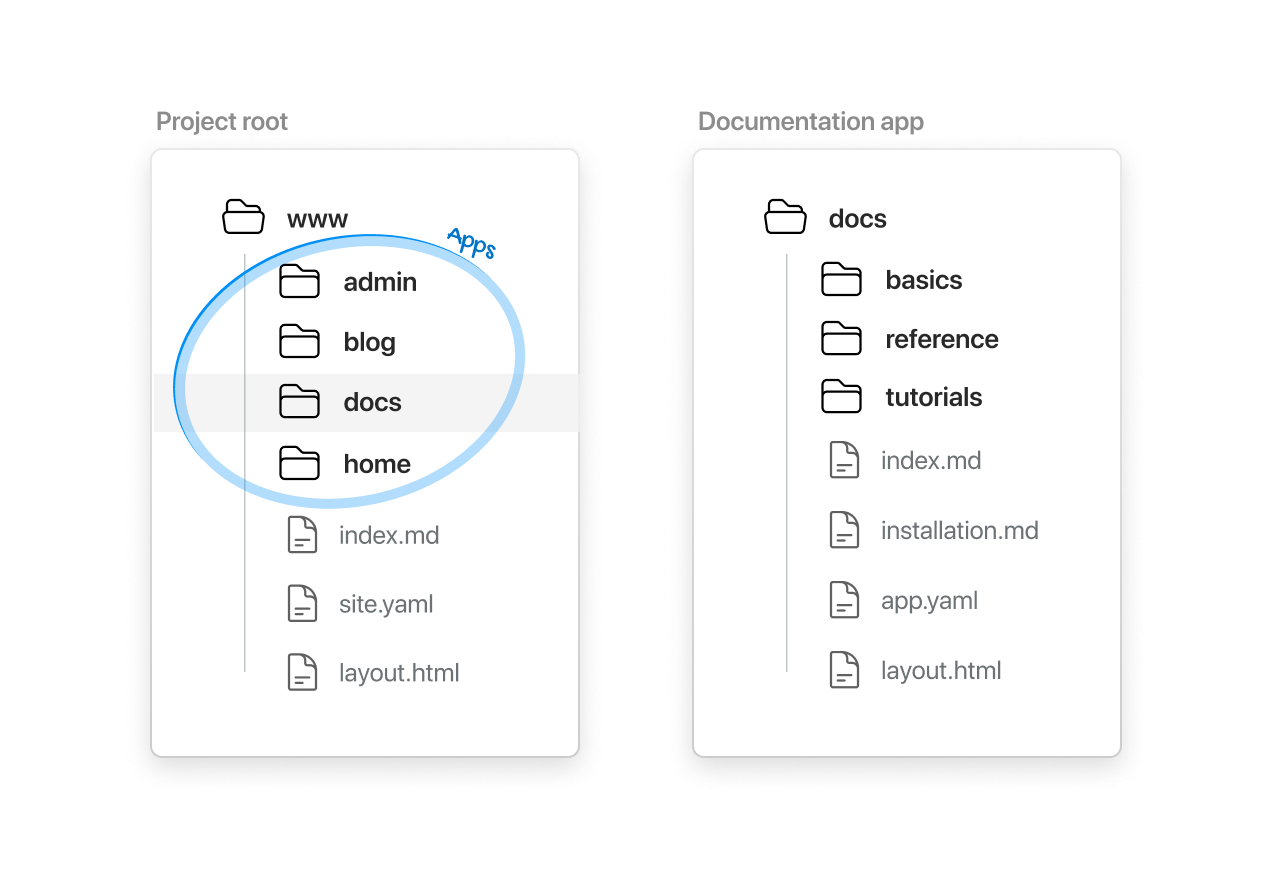 Project root
www
Apps
admin
blog
docs
home
index.md
site.yaml
layout.html
Documentation app
docs
basics
reference
tutorials
index.md
installation.md
app.yaml
layout.html